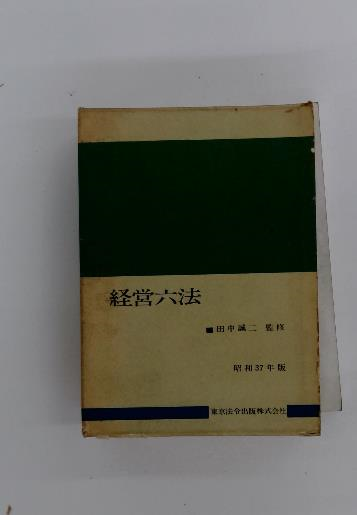 経営六法
■田中誠二 監修
昭和37年版
東京法令出版株式会社